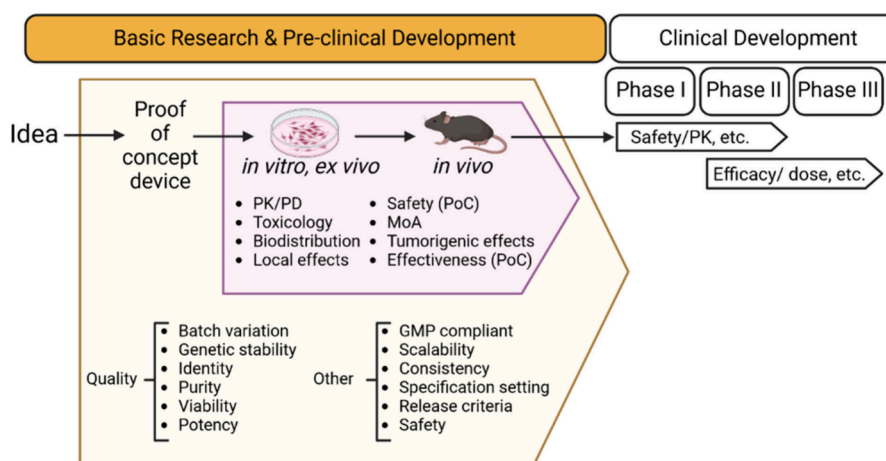 Basic Research & Pre-clinical Development
Clinical Development
Phase I
Phase II
Phase III
Idea
Proof
of
concept
device
in vitro, ex vivo
in vivo
Safety/PK, etc.
Efficacy/ dose, etc.
• PK/PD
• Toxicology
• Biodistribution
• Local effects
• Safety (PoC)
• MoA
• Tumorigenic effects
• Effectiveness (PoC)
Quality
• Batch variation
• Genetic stability
• Identity
• Purity
• Viability
• Potency
Other
• GMP compliant
• Scalability
• Consistency
• Specification setting
• Release criteria
• Safety